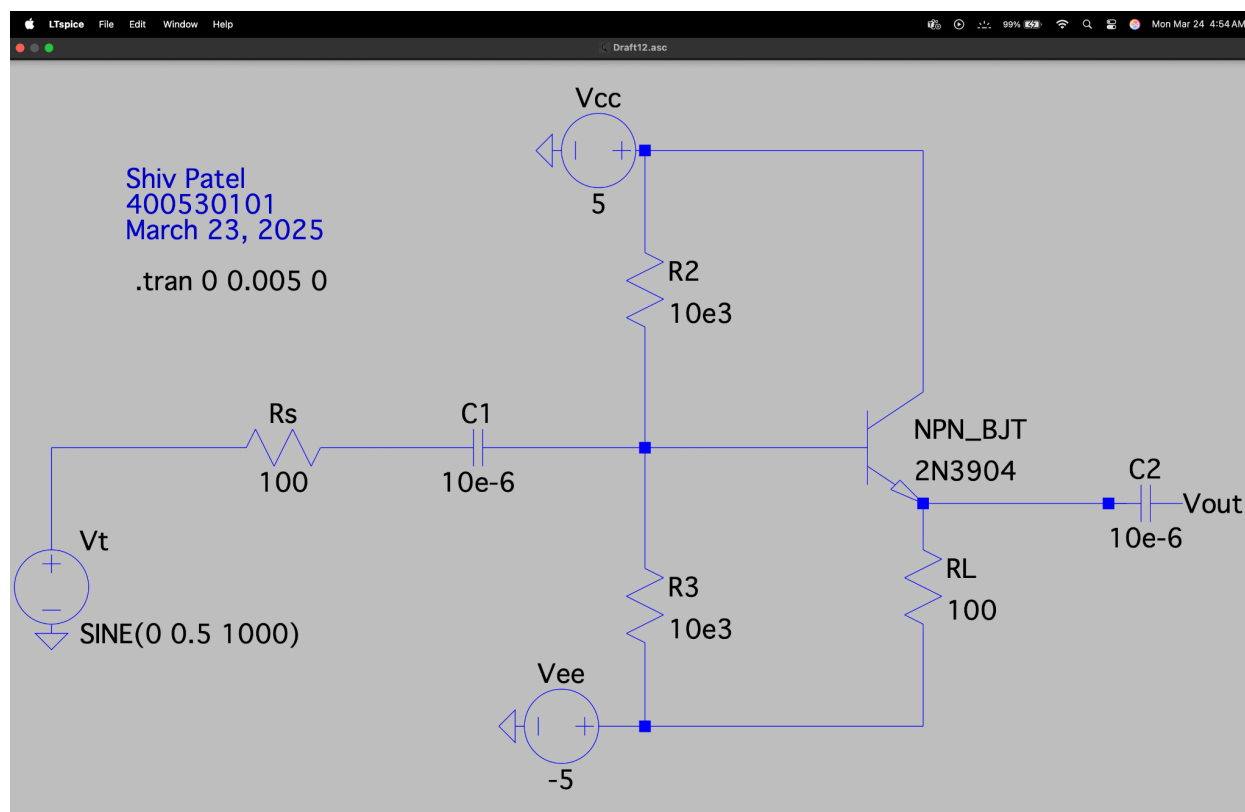 LTspice File Edit Window Help 99% Mon Mar 24 4:54 AM
Draft12.asc
Vcc
5
Shiv Patel
400530101
March 23, 2025
.tran 0 0.005 0
R2
10e3
Rs
100
C1
10e-6
NPN_BJT
2N3904
C2
10e-6
Vout
Vt
SINE(0 0.5 1000)
R3
10e3
RL
100
Vee
-5